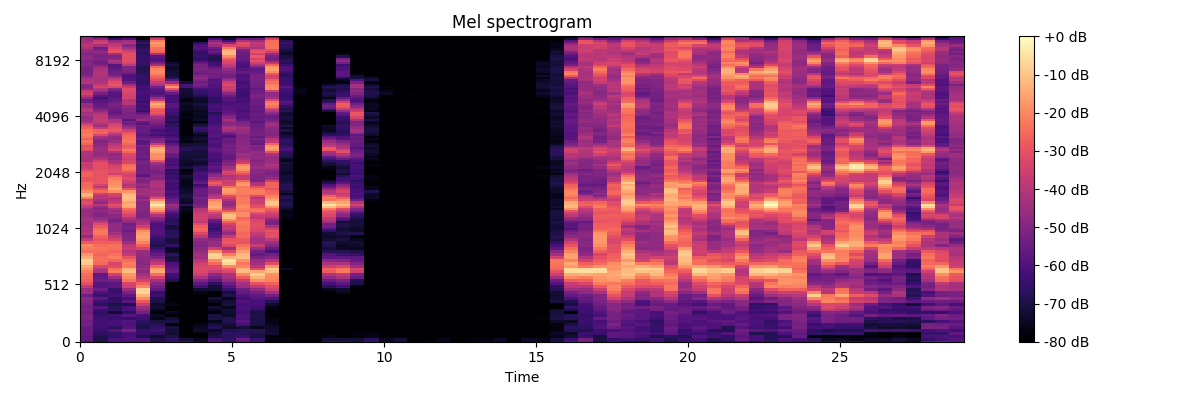 Mel spectrogram
8192
4096
2048
1024
512
0
Hz
0 5 10 15 20 25
Time
+0 dB
-10 dB
-20 dB
-30 dB
-40 dB
-50 dB
-60 dB
-70 dB
-80 dB